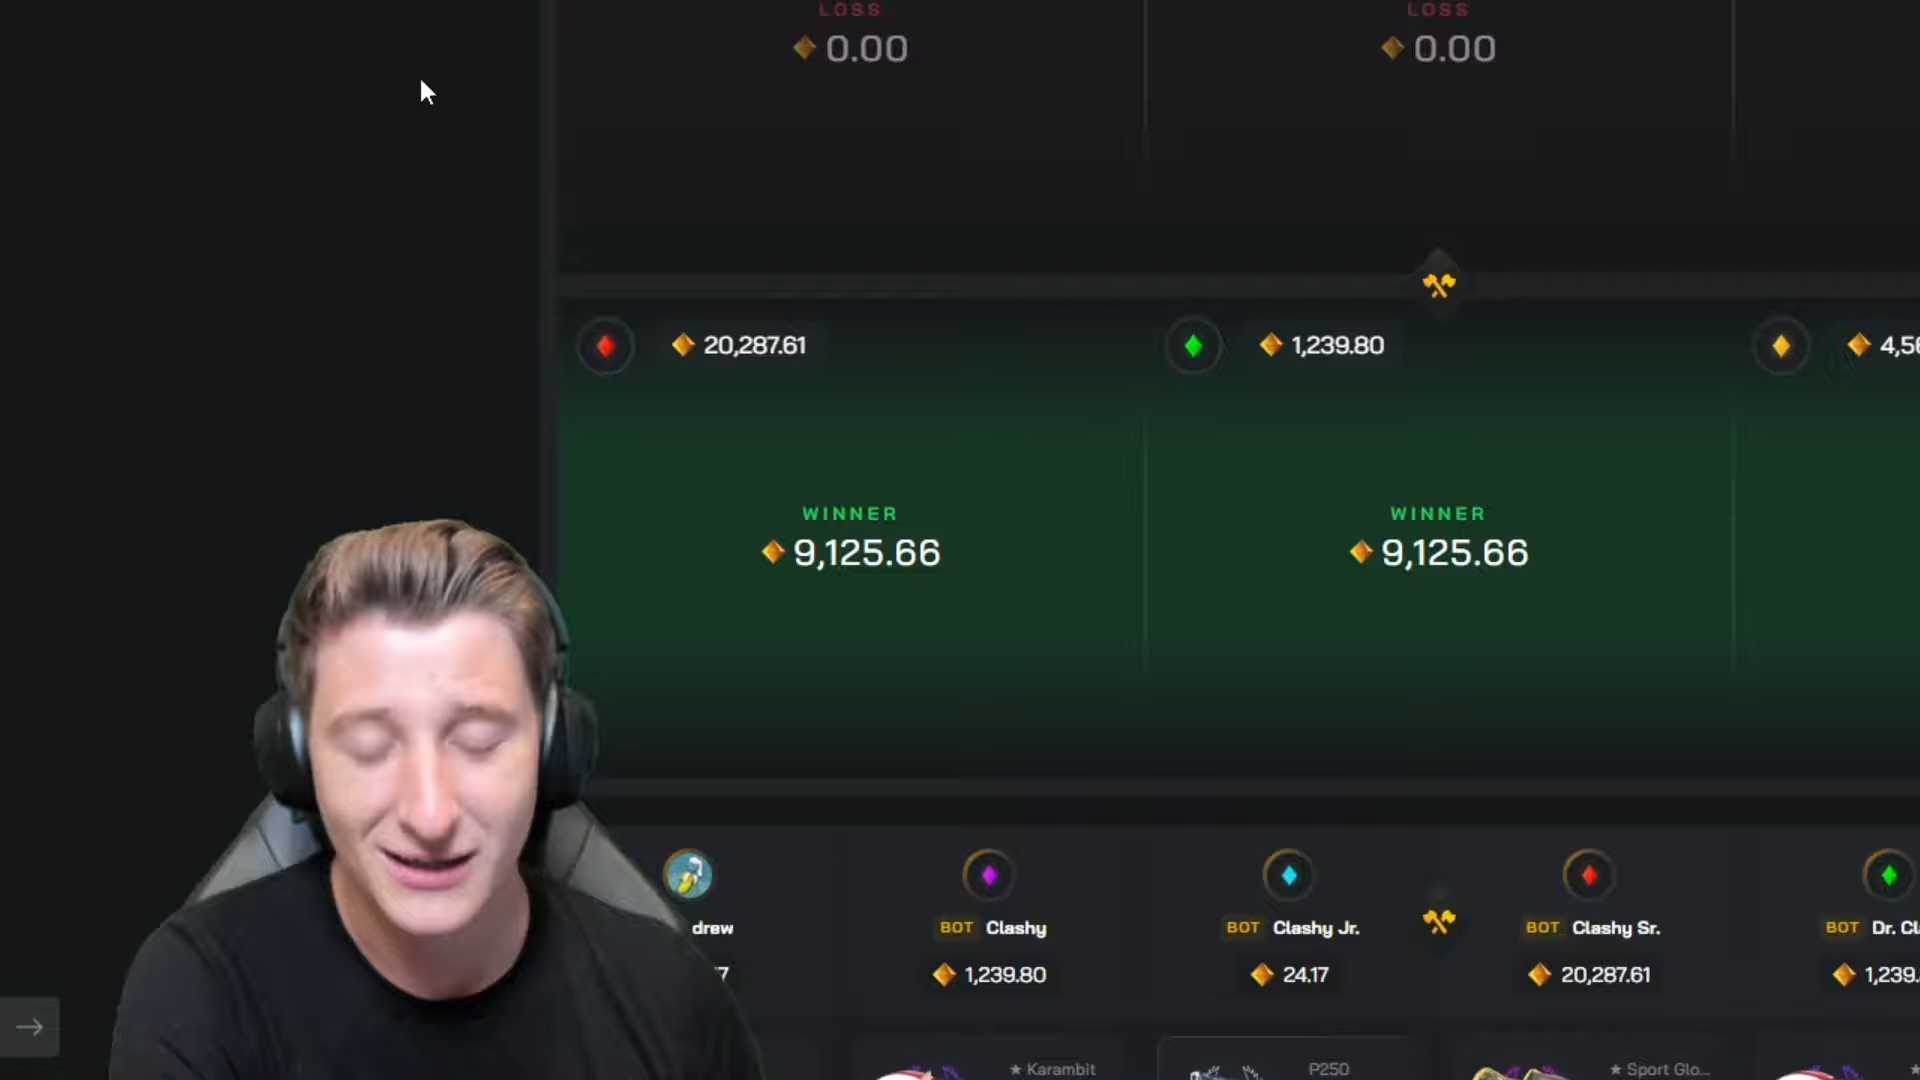 LOSS LOSS
0.00 0.00
20,287.61 1,239.80 4,56
WINNER WINNER
9,125.66 9,125.66
drew BOT Clashy BOT Clashy Jr. BOT Clashy Sr. BOT Dr. Cl
7 1,239.80 24.17 20,287.61 1,239.
★ Karambit P250 ★ Sport Glo...